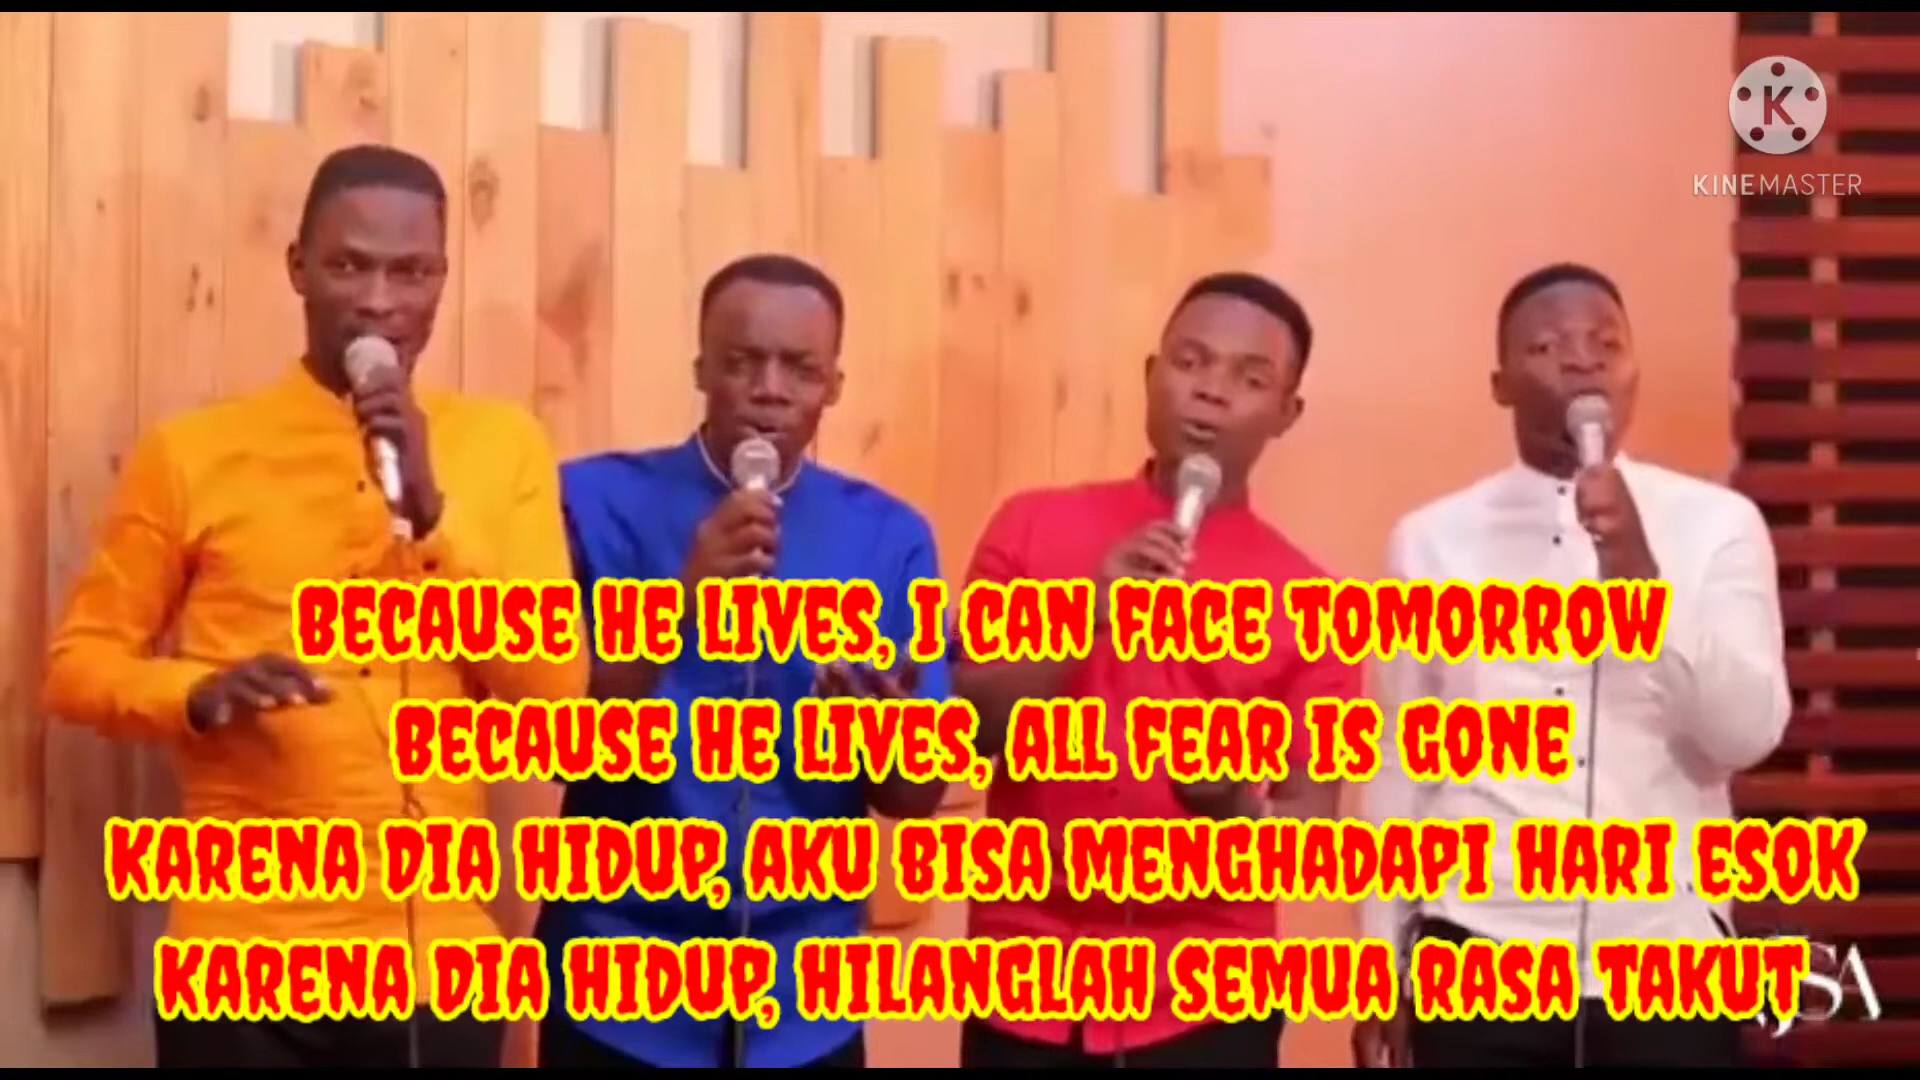 K
KINEMASTER
BECAUSE HE LIVES, I CAN FACE TOMORROW
BECAUSE HE LIVES, ALL FEAR IS GONE
KARENA DIA HIDUP, AKU BISA MENGHADAPI HARI ESOK
KARENA DIA HIDUP, HILANGLAH SEMUA RASA TAKUT